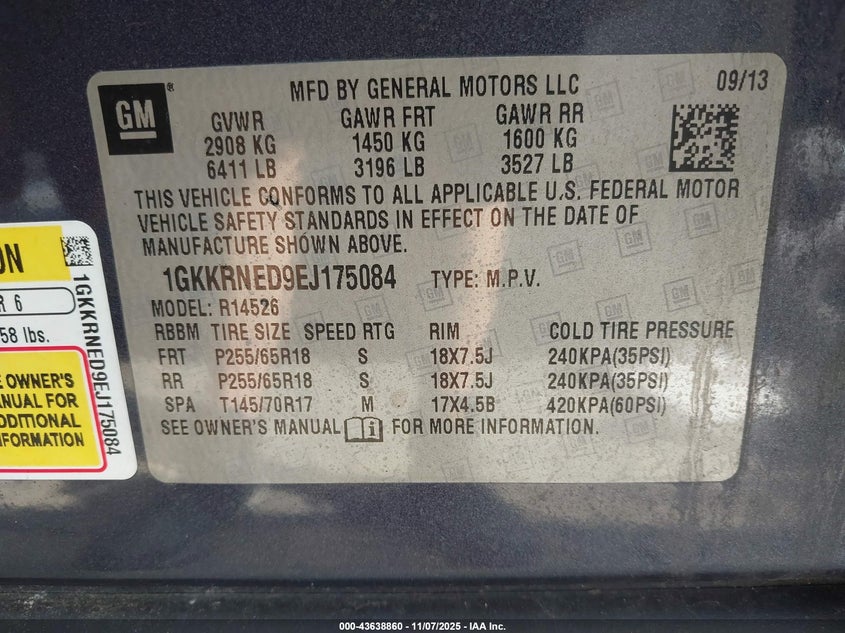 GM®
MFD BY GENERAL MOTORS LLC 09/13
GVWR GAWR FRT GAWR RR
2908 KG 1450 KG 1600 KG
6411 LB 3196 LB 3527 LB
THIS VEHICLE CONFORMS TO ALL APPLICABLE U.S. FEDERAL MOTOR
VEHICLE SAFETY STANDARDS IN EFFECT ON THE DATE OF
MANUFACTURE SHOWN ABOVE.
1GKKRNED9EJ175084 TYPE: M.P.V.
MODEL: R14526
RBBM TIRE SIZE SPEED RTG RIM COLD TIRE PRESSURE
FRT P255/65R18 S 18X7.5J 240KPA(35PSI)
RR P255/65R18 S 18X7.5J 240KPA(35PSI)
SPA T145/70R17 M 17X4.5B 420KPA(60PSI)
SEE OWNER'S MANUAL FOR MORE INFORMATION.
ON
R 6
58 lbs.
E OWNER'S
ANUAL FOR
DDITIONAL
NFORMATION
1GKKRNED9EJ175084
000-43638860 - 11/07/2025 - IAA Inc.